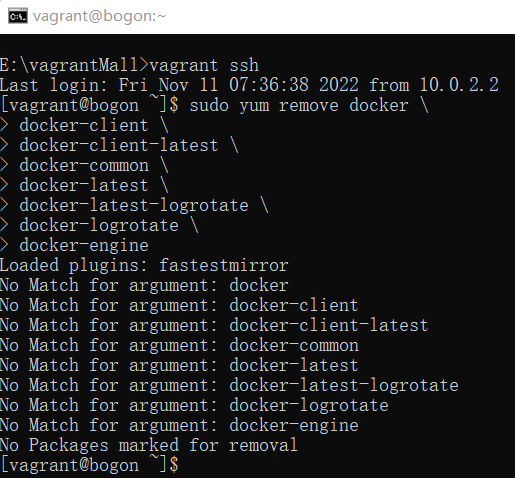 vagrant@bogon:~
E:\vagrantMall>vagrant ssh
Last login: Fri Nov 11 07:36:38 2022 from 10.0.2.2
[vagrant@bogon ~]$ sudo yum remove docker \
> docker-client \
> docker-client-latest \
> docker-common \
> docker-latest \
> docker-latest-logrotate \
> docker-logrotate \
> docker-engine
Loaded plugins: fastestmirror
No Match for argument: docker
No Match for argument: docker-client
No Match for argument: docker-client-latest
No Match for argument: docker-common
No Match for argument: docker-latest
No Match for argument: docker-latest-logrotate
No Match for argument: docker-logrotate
No Match for argument: docker-engine
No Packages marked for removal
[vagrant@bogon ~]$